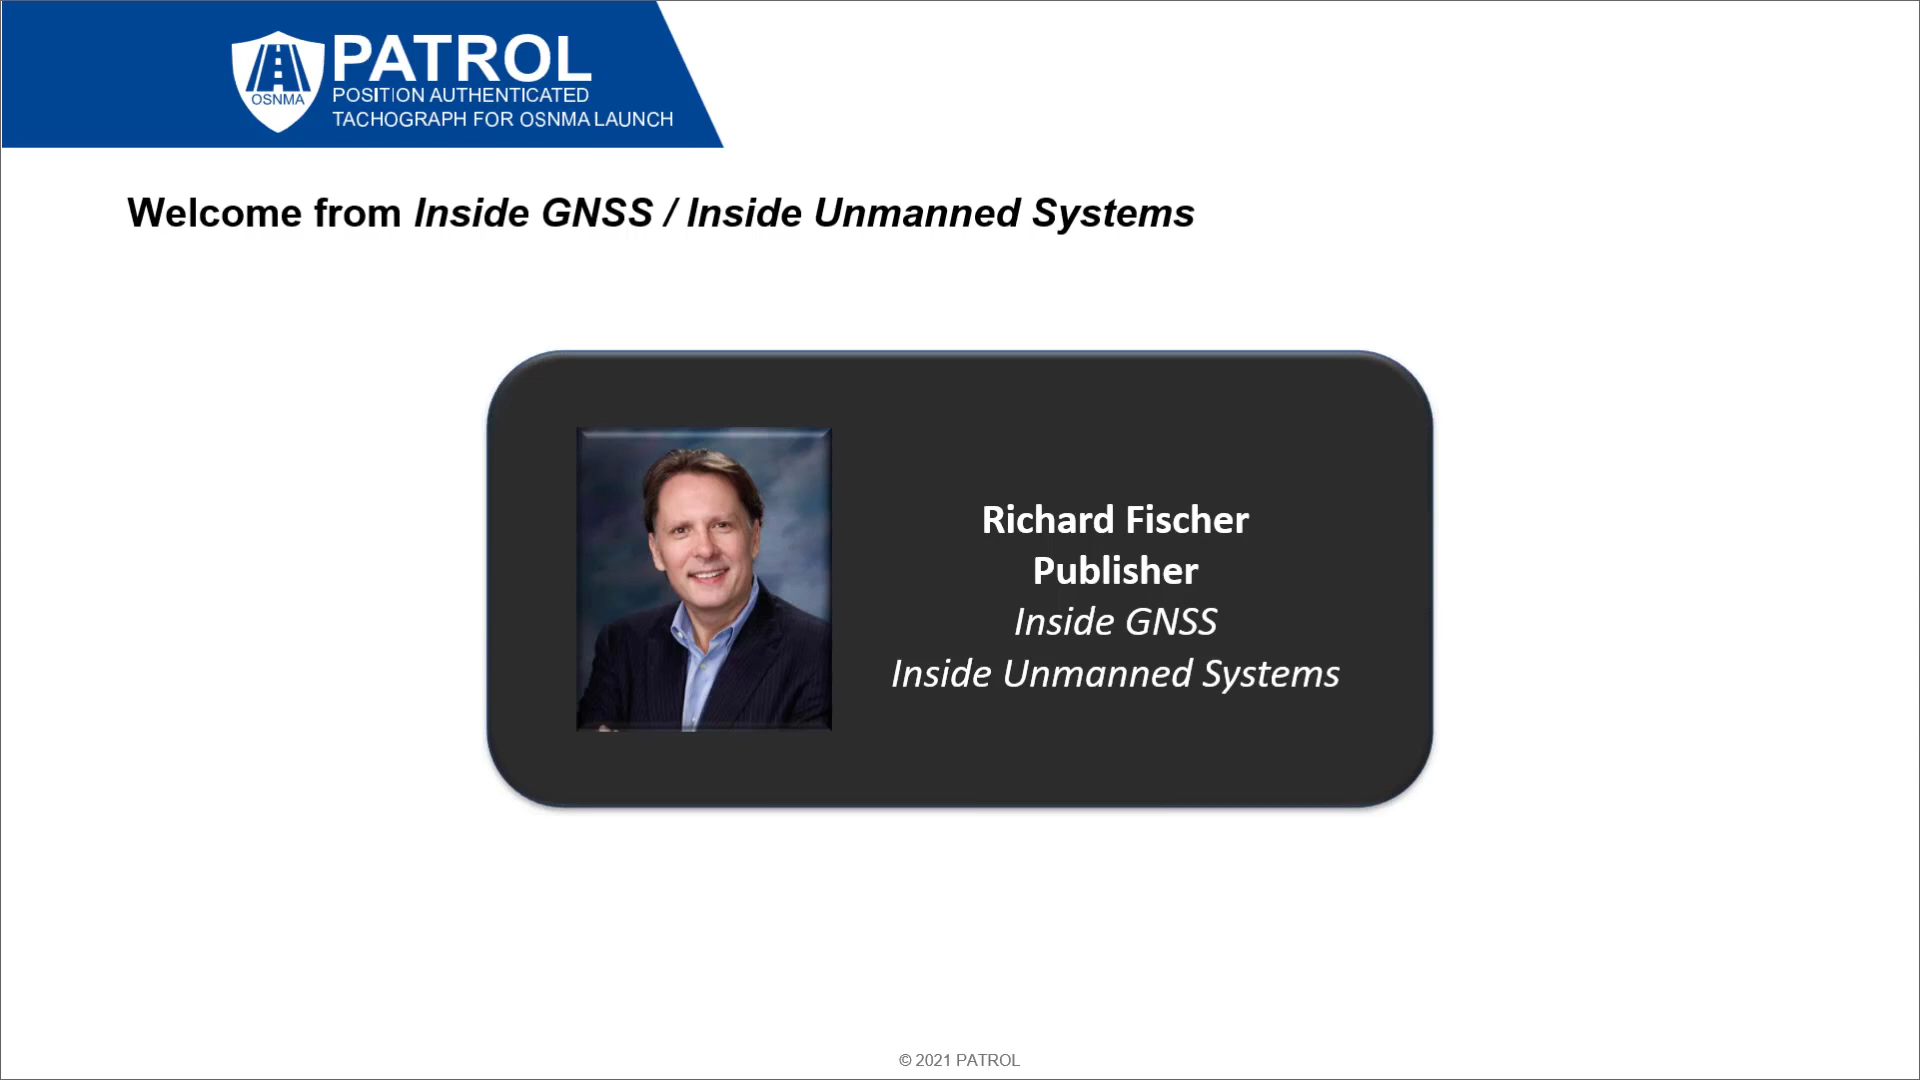 OSNMA
PATROL
POSITION AUTHENTICATED
TACHOGRAPH FOR OSNMA LAUNCH
Welcome from Inside GNSS / Inside Unmanned Systems
Richard Fischer
Publisher
Inside GNSS
Inside Unmanned Systems
© 2021 PATROL